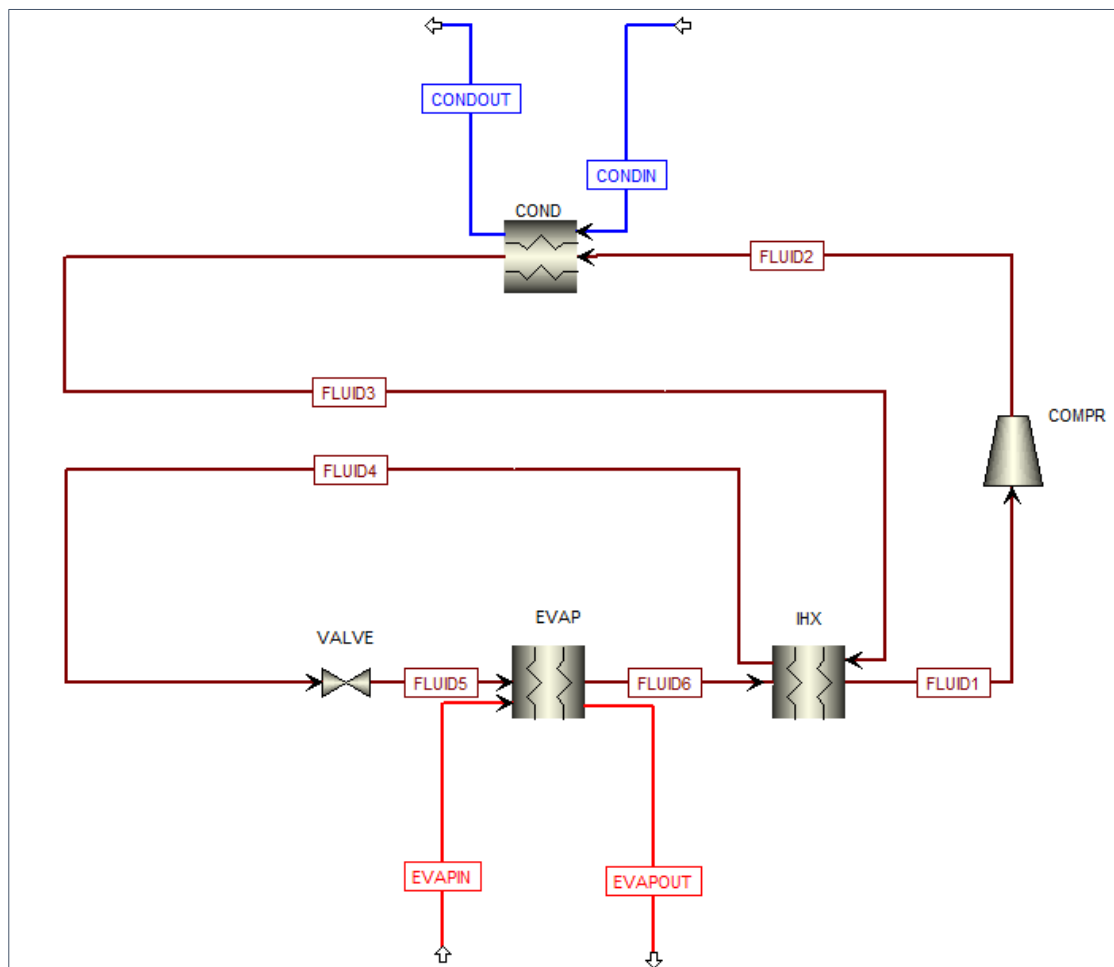 CONDOUT
CONDIN
COND
FLUID2
FLUID3
COMPR
FLUID4
EVAP
IHX
VALVE
FLUID5
FLUID6
FLUID1
EVAPIN
EVAPOUT